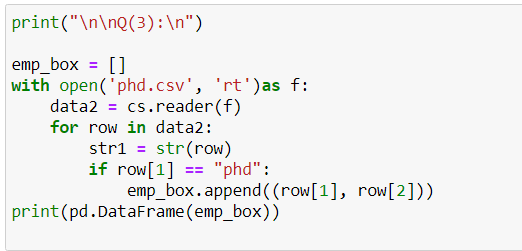 print("\n\nQ(3):\n")
emp_box = []
with open('phd.csv', 'rt')as f:
    data2 = cs.reader(f)
    for row in data2:
        str1 = str(row)
        if row[1] == "phd":
            emp_box.append((row[1], row[2]))
print(pd.DataFrame(emp_box))